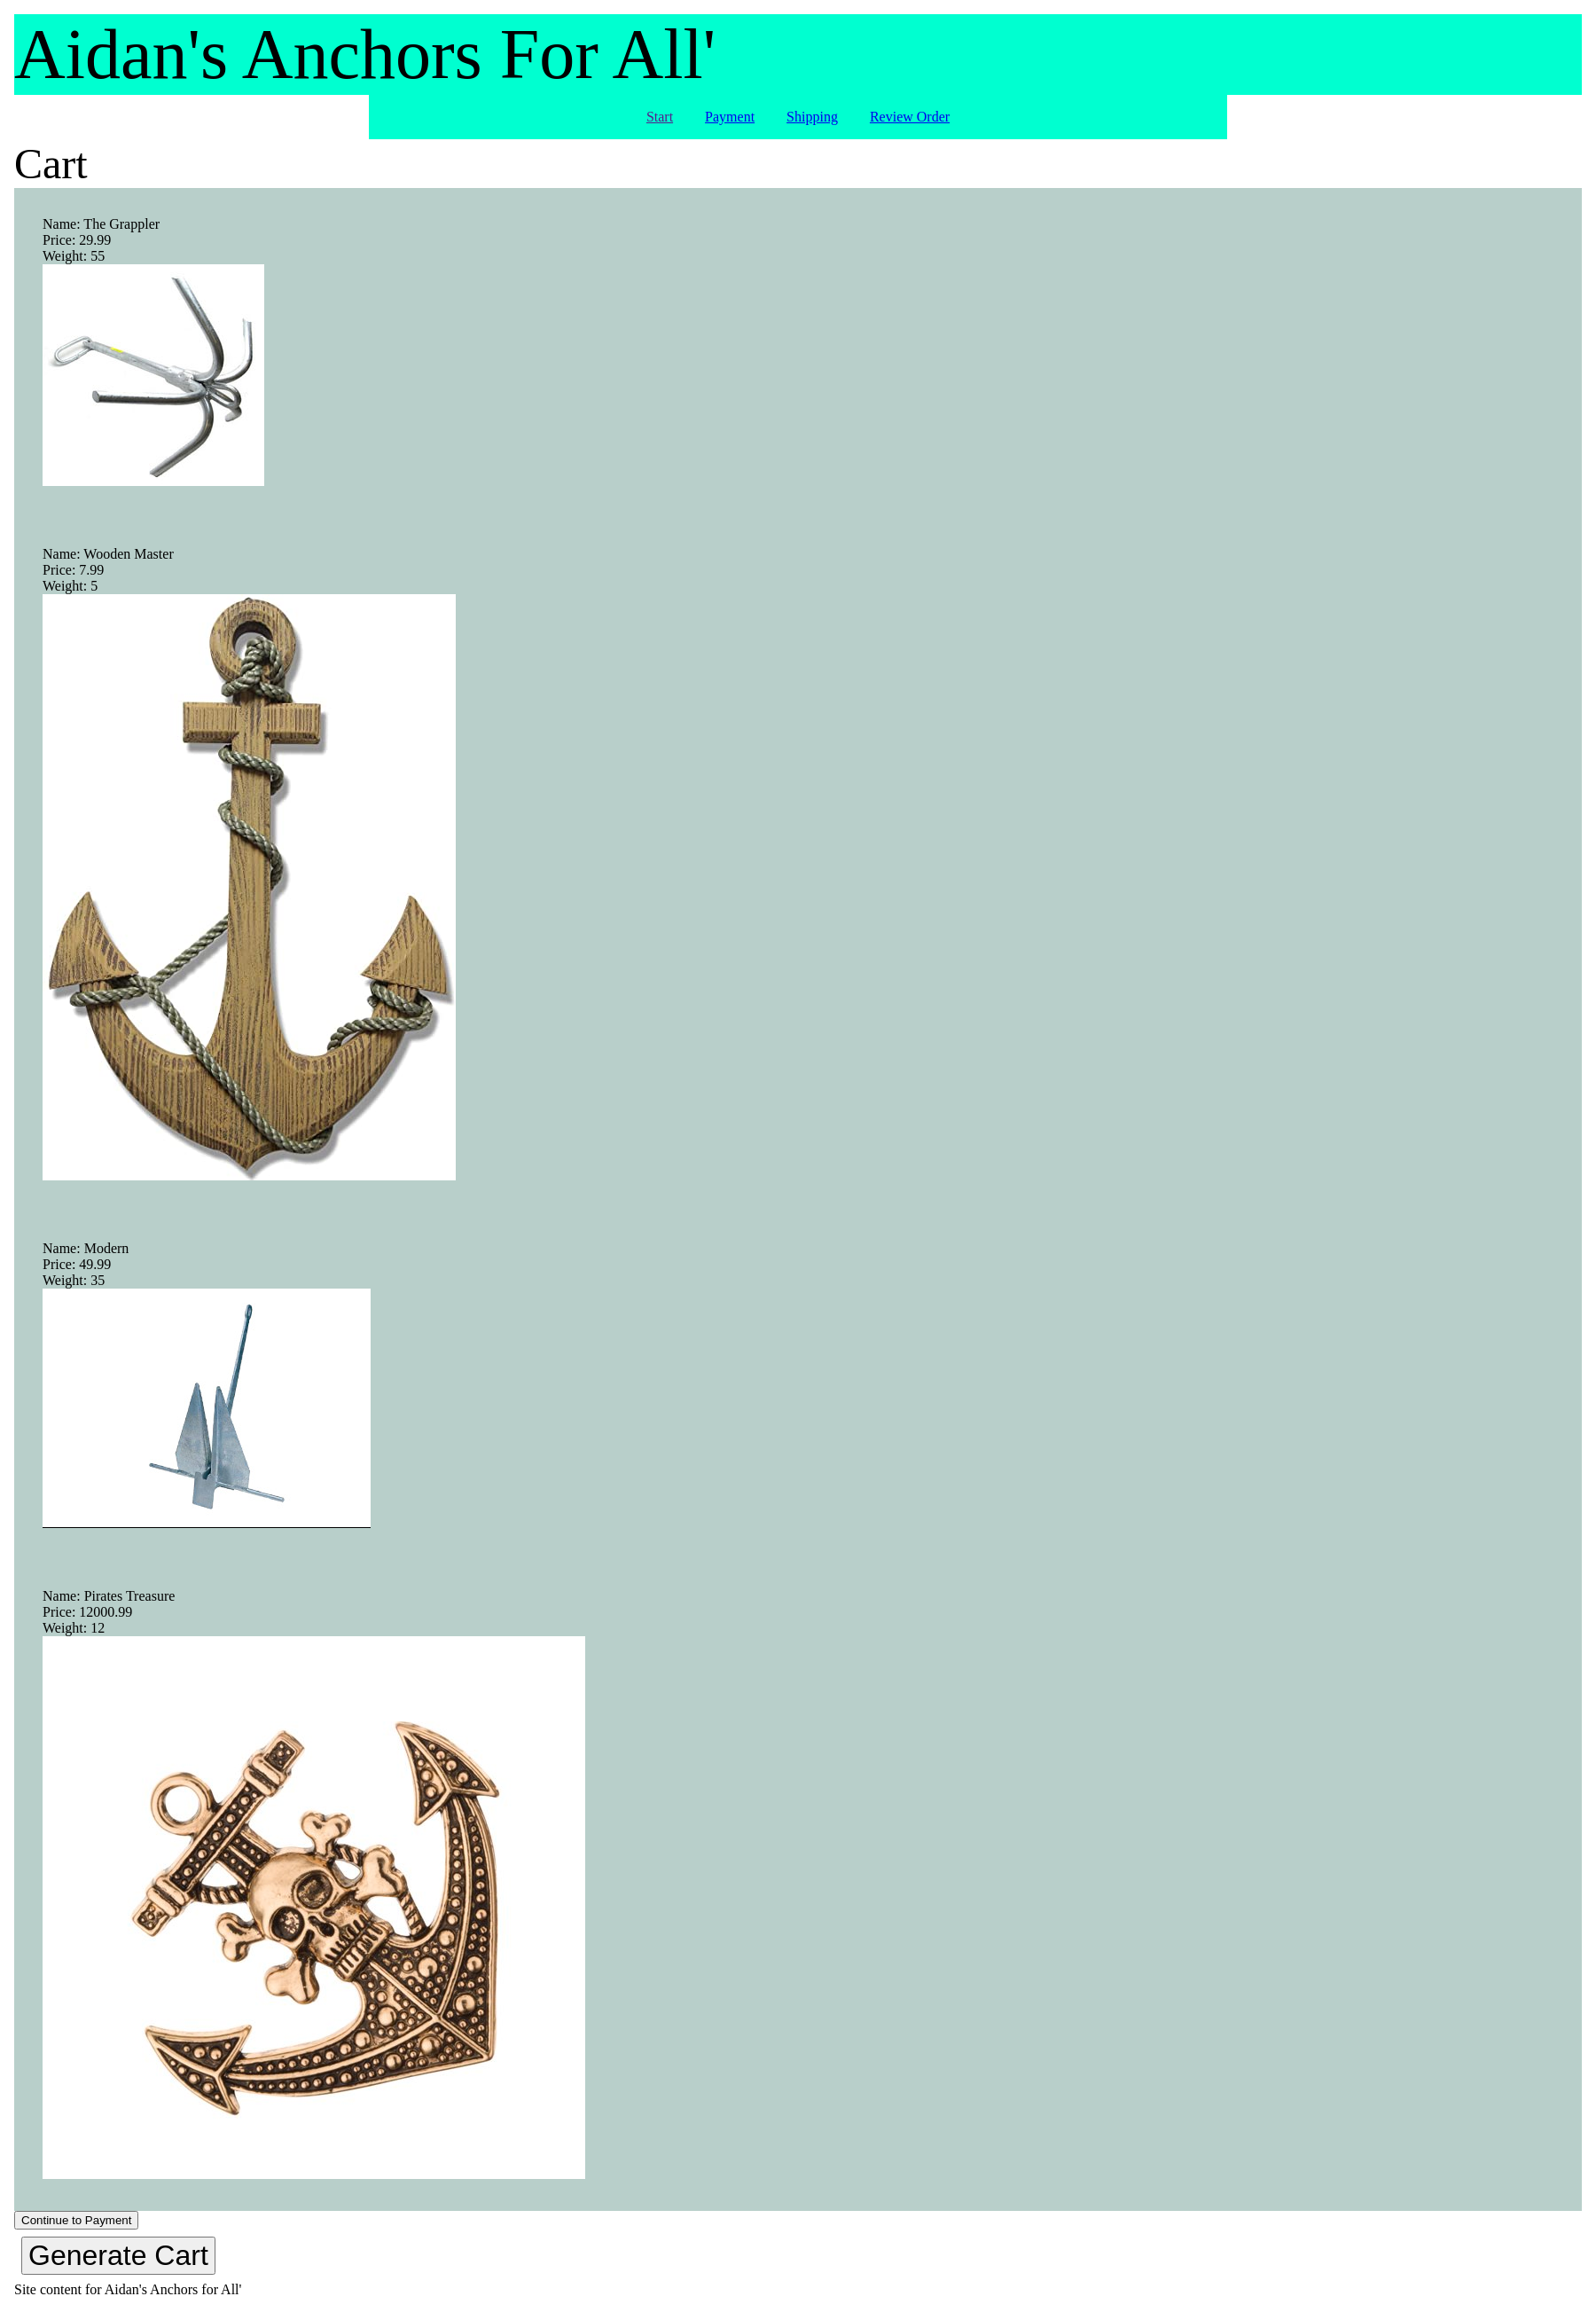 Aidan's Anchors For All'
Start Payment Shipping Review Order
Cart
Name: The Grappler
Price: 29.99
Weight: 55
Name: Wooden Master
Price: 7.99
Weight: 5
Name: Modern
Price: 49.99
Weight: 35
Name: Pirates Treasure
Price: 12000.99
Weight: 12
Continue to Payment
Generate Cart
Site content for Aidan's Anchors for All'